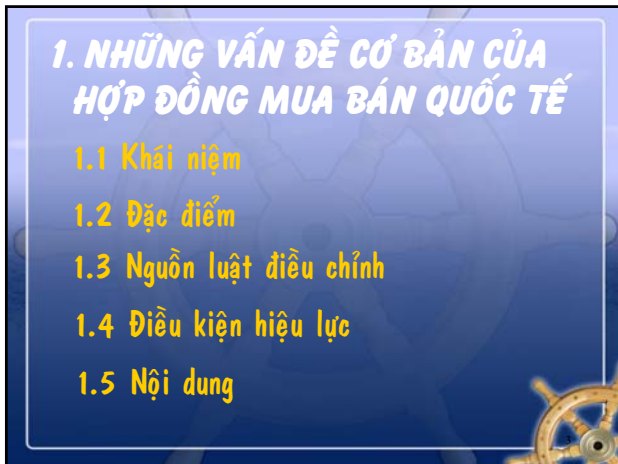 1. NHỮNG VẤN ĐỀ CƠ BẢN CỦA
HỢP ĐỒNG MUA BÁN QUỐC TẾ
1.1 Khái niệm
1.2 Đặc điểm
1.3 Nguồn luật điều chỉnh
1.4 Điều kiện hiệu lực
1.5 Nội dung
3